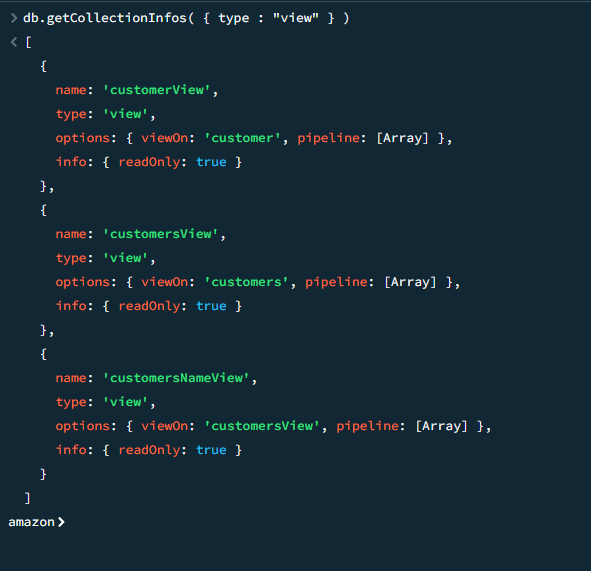 > db.getCollectionInfos( { type : "view" } )
< [
{
name: 'customerView',
type: 'view',
options: { viewOn: 'customer', pipeline: [Array] },
info: { readOnly: true }
},
{
name: 'customersView',
type: 'view',
options: { viewOn: 'customers', pipeline: [Array] },
info: { readOnly: true }
},
{
name: 'customersNameView',
type: 'view',
options: { viewOn: 'customersView', pipeline: [Array] },
info: { readOnly: true }
}
]
amazon>